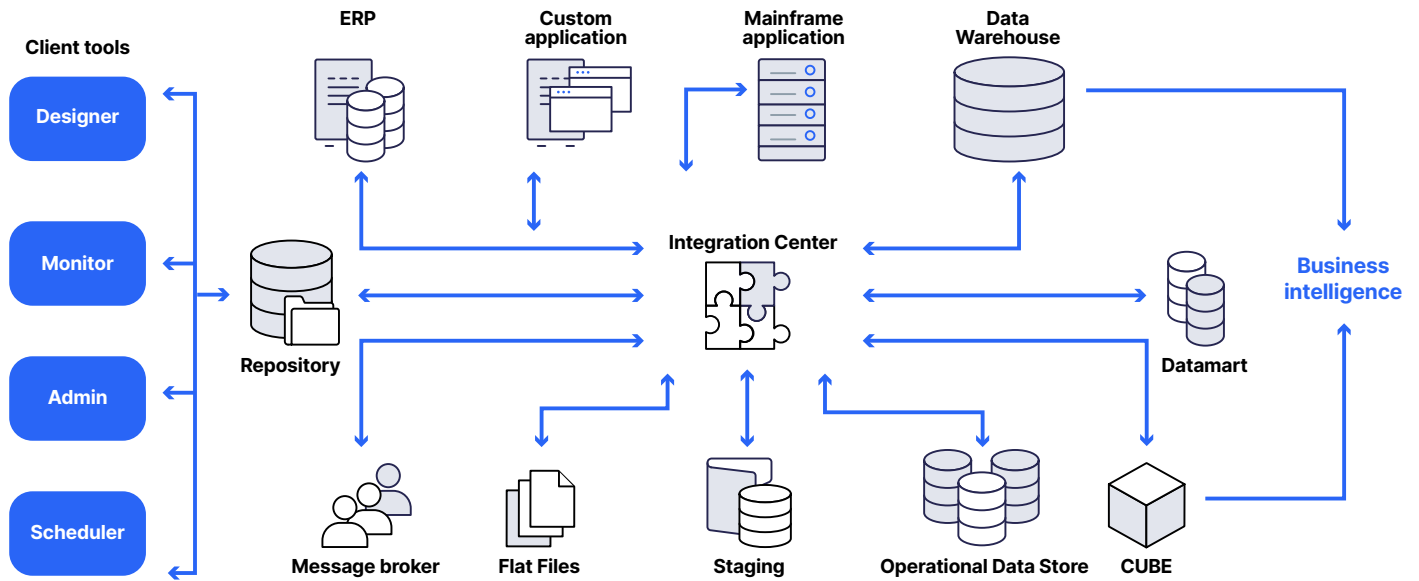 ERP
Custom
application
Mainframe
application
Data
Warehouse
Client tools
Designer
Monitor
Admin
Scheduler
Integration Center
Business
intelligence
Repository
Datamart
Message broker
Flat Files
Staging
Operational Data Store
CUBE